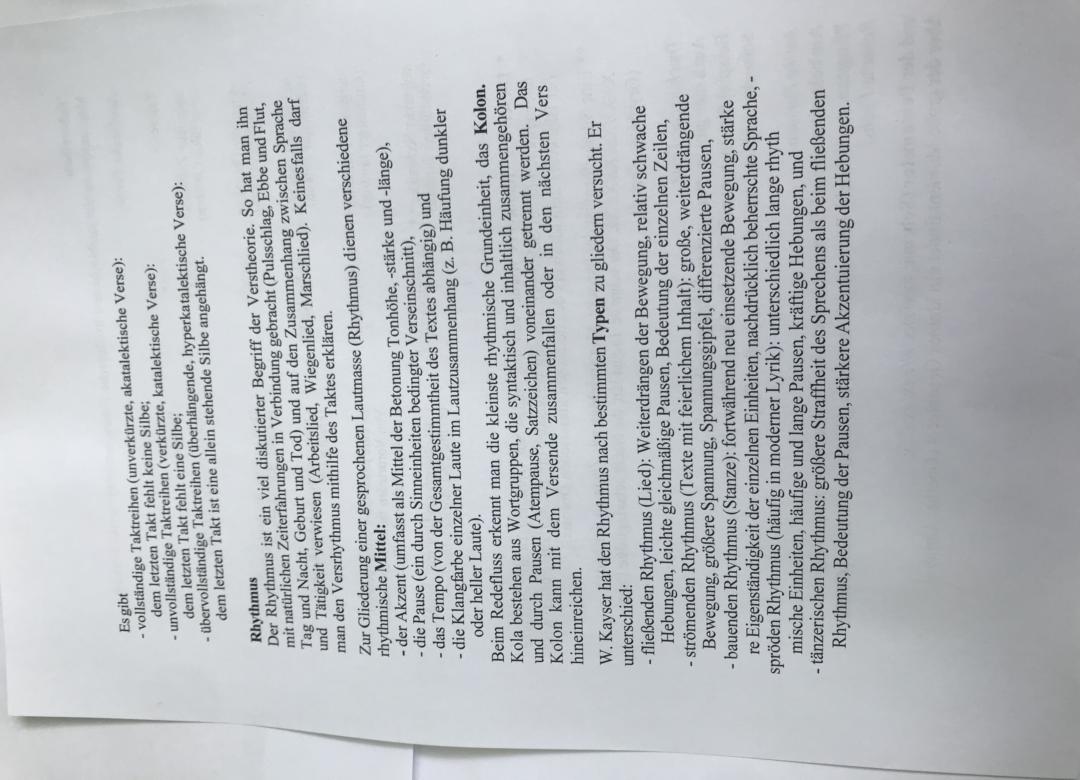 Es gibt
- vollständige Taktreihen (unverkürzte, akatalektische Verse):
dem letzten Takt fehlt keine Silbe;
- unvollständige Taktreihen (verkürzte, katalektische Verse):
dem letzten Takt fehlt eine Silbe;
- übervollständige Taktreihen (überhängende, hyperkatalektische Verse):
dem letzten Takt ist eine allein stehende Silbe angehängt.
Rhythmus
Der Rhythmus ist ein viel diskutierter Begriff der Verstheorie. So hat man ihn
mit natürlichen Zeiterfahrungen in Verbindung gebracht (Pulsschlag, Ebbe und Flut,
Tag und Nacht, Geburt und Tod) und auf den Zusammenhang zwischen Sprache
und Tätigkeit verwiesen (Arbeitslied, Wiegenlied, Marschlied). Keinesfalls darf
man den Versrhythmus mithilfe des Taktes erklären.
Zur Gliederung einer gesprochenen Lautmasse (Rhythmus) dienen verschiedene
rhythmische Mittel:
- der Akzent (umfasst als Mittel der Betonung Tonhöhe, -stärke und -länge),
- die Pause (ein durch Sinneinheiten bedingter Verseinschnitt),
- das Tempo (von der Gesamtgestimmtheit des Textes abhängig) und
- die Klangfarbe einzelner Laute im Lautzusammenhang (z. B. Häufung dunkler
oder heller Laute).
Beim Redefluss erkennt man die kleinste rhythmische Grundeinheit, das Kolon.
Kola bestehen aus Wortgruppen, die syntaktisch und inhaltlich zusammengehören
und durch Pausen (Atempause, Satzzeichen) voneinander getrennt werden. Das
Kolon kann mit dem Versende zusammenfallen oder in den nächsten Vers
hineinreichen.
W. Kayser hat den Rhythmus nach bestimmten Typen zu gliedern versucht. Er
unterschied:
- fließenden Rhythmus (Lied): Weiterdrängen der Bewegung, relativ schwache
Hebungen, leichte gleichmäßige Pausen, Bedeutung der einzelnen Zeilen,
- strömenden Rhythmus (Texte mit feierlichem Inhalt): große, weiterdrängende
Bewegung, größere Spannung, Spannungsgipfel, differenzierte Pausen,
- bauenden Rhythmus (Stanze): fortwährend neu einsetzende Bewegung, stärke
re Eigenständigkeit der einzelnen Einheiten, nachdrücklich beherrschte Sprache, -
spröden Rhythmus (häufig in moderner Lyrik): unterschiedlich lange rhyth
mische Einheiten, häufige und lange Pausen, kräftige Hebungen, und
- tänzerischen Rhythmus: größere Straffheit des Sprechens als beim fließenden
Rhythmus, Bedeutung der Pausen, stärkere Akzentuierung der Hebungen.